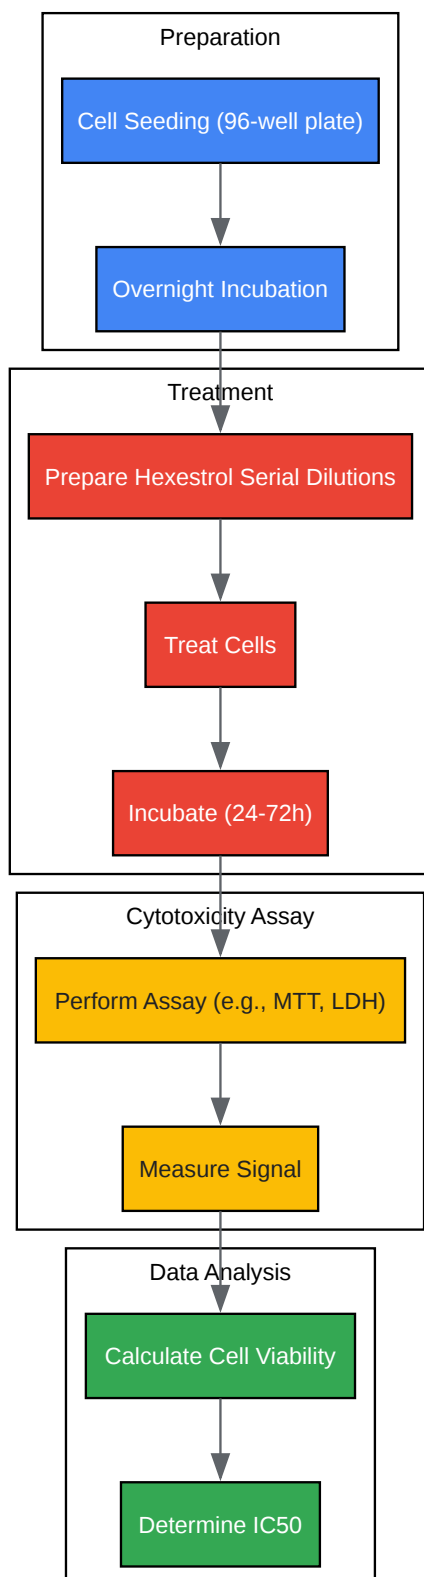 Preparation
Cell Seeding (96-well plate)
Overnight Incubation
Treatment
Prepare Hexestrol Serial Dilutions
Treat Cells
Incubate (24-72h)
Cytotoxicity Assay
Perform Assay (e.g., MTT, LDH)
Measure Signal
Data Analysis
Calculate Cell Viability
Determine IC50